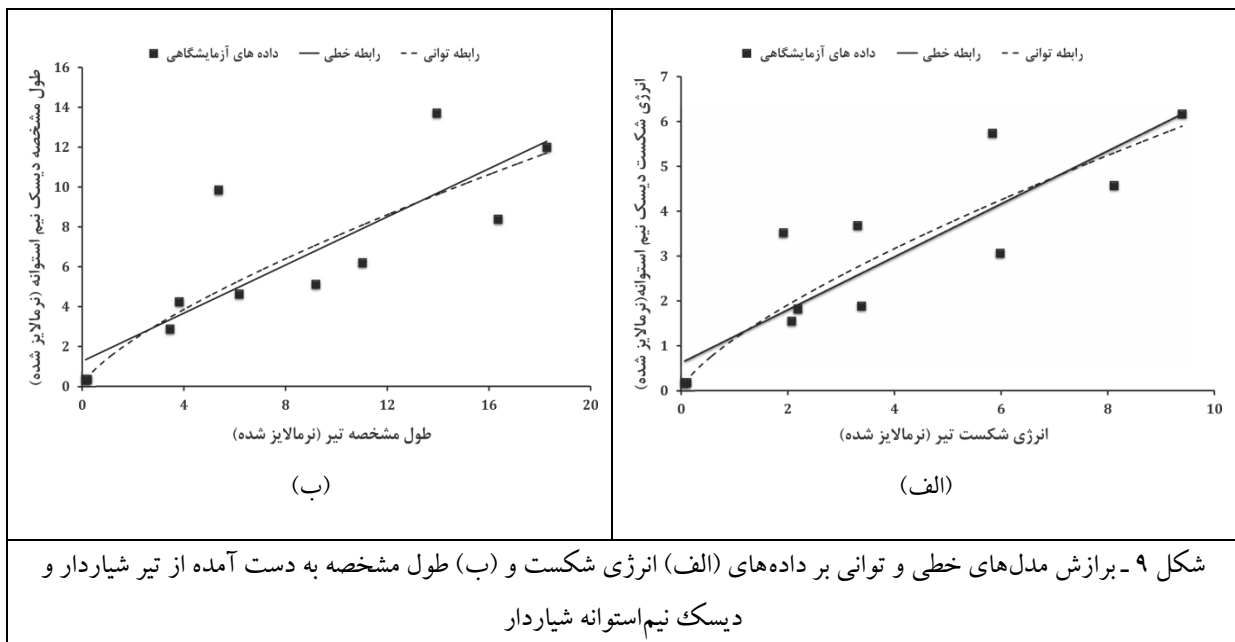 رابطه توانی - - - - رابطه خطی —— داده های آزمایشگاهی ■
انرژی شکست دیسک نیم استوانه(نرمالایز شده)
7
6
5
4
3
2
1
0
0 2 4 6 8 10
انرژی شکست تیر (نرمالایز شده)
(الف)
رابطه توانی - - - - رابطه خطی —— داده های آزمایشگاهی ■
طول مشخصه دیسک نیم استوانه (نرمالایز شده)
16
14
12
10
8
6
4
2
0
0 4 8 12 16 20
طول مشخصه تیر (نرمالایز شده)
(ب)
شکل ۹ ـ برازش مدل‌های خطی و توانی بر داده‌های (الف) انرژی شکست و (ب) طول مشخصه به دست آمده از تیر شیاردار و
دیسک نیم‌استوانه شیاردار